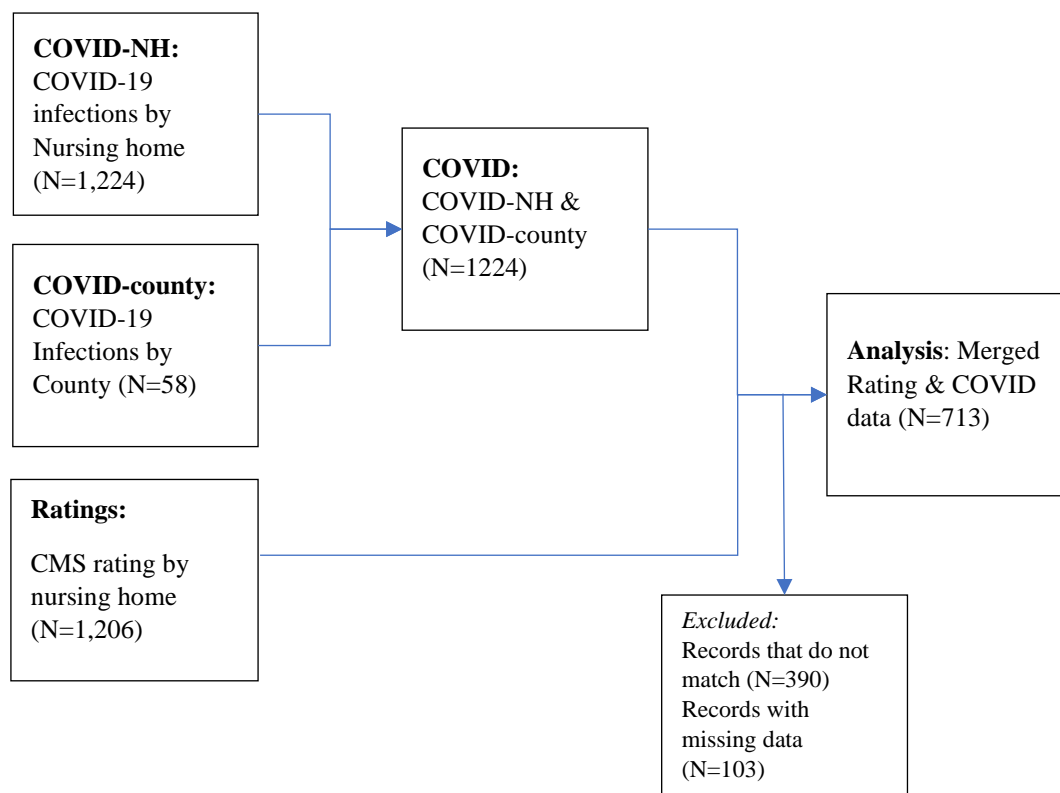 COVID-NH:
COVID-19
infections by
Nursing home
(N=1,224)
COVID-county:
COVID-19
Infections by
County (N=58)
Ratings:
CMS rating by
nursing home
(N=1,206)
COVID:
COVID-NH &
COVID-county
(N=1224)
Analysis: Merged
Rating & COVID
data (N=713)
Excluded:
Records that do not
match (N=390)
Records with
missing data
(N=103)